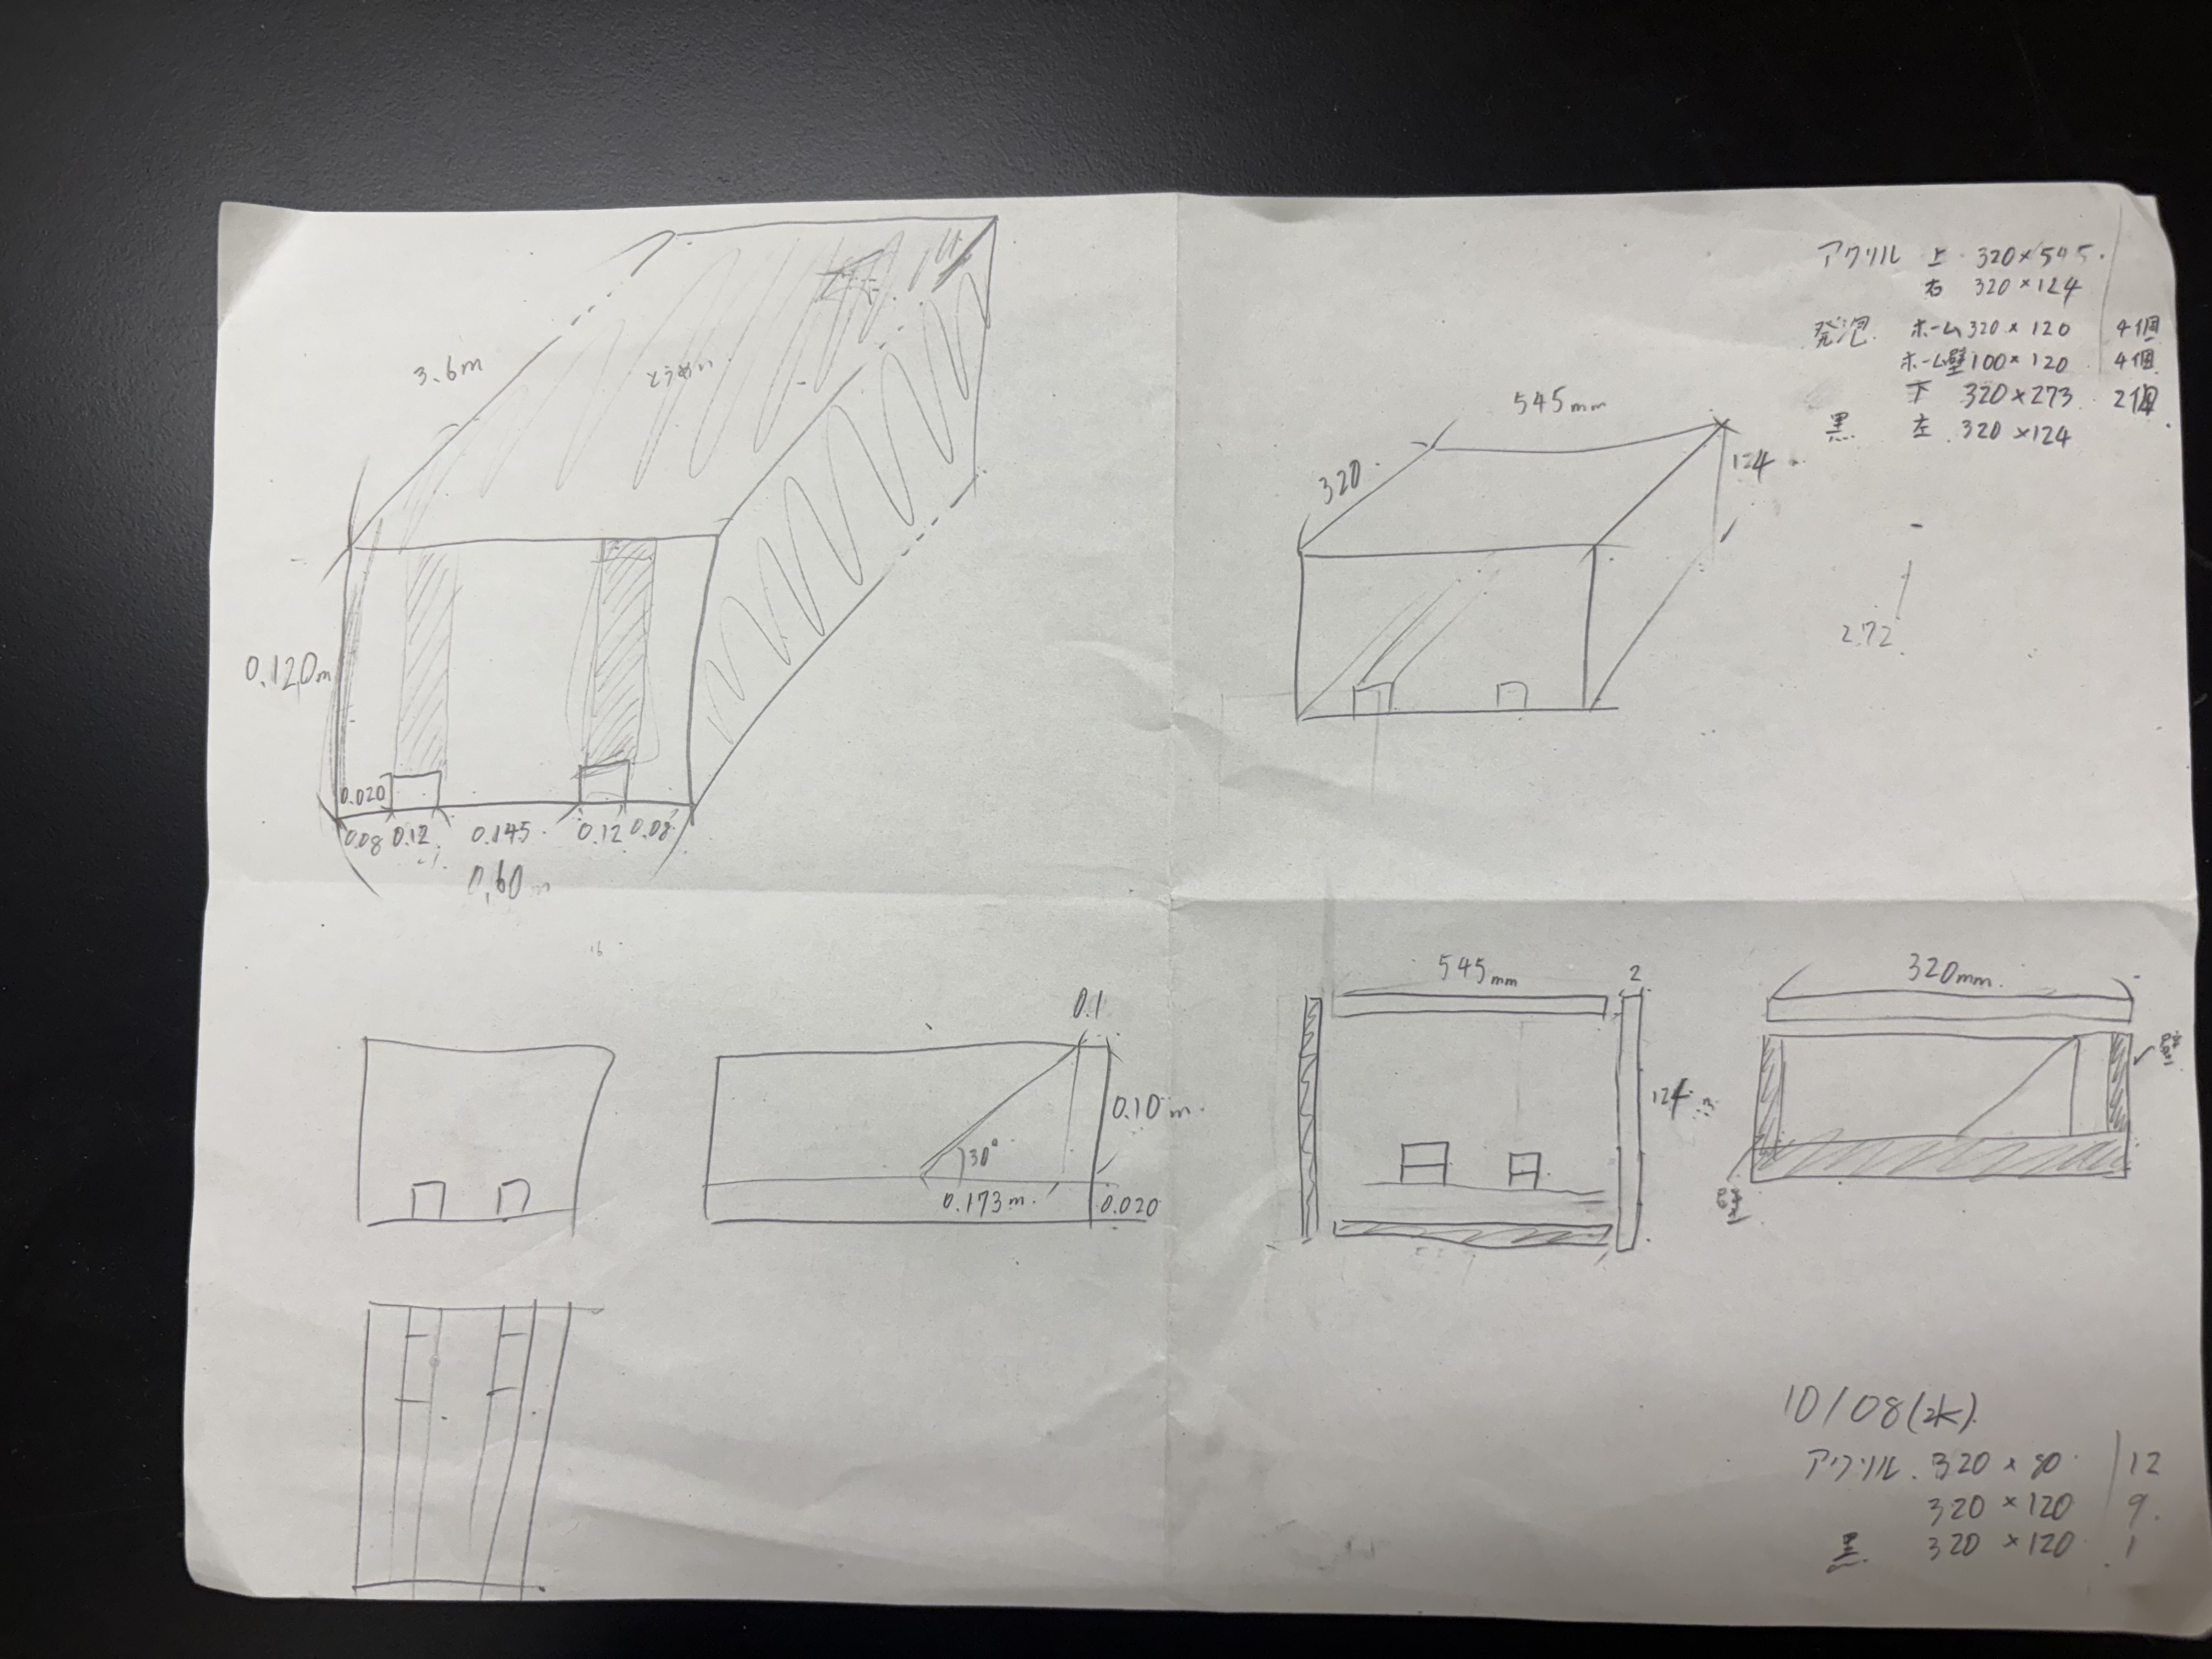 3.6m
とうめい
0.120m
0.020
0.08 0.12 0.145 0.12 0.08
0.60m
アクリル 上 320×545
右 320×124
発泡 ホーム 320×120 4個
ホーム壁 100×120 4個
下 320×273 2個
黒 左 320×124
545mm
320
124
2.72
0.1
0.10m
30°
0.173m
0.020
545mm
2
124
320mm
10/08(水)
アクリル 320×80 12
320×120 9
黒 320×120 1